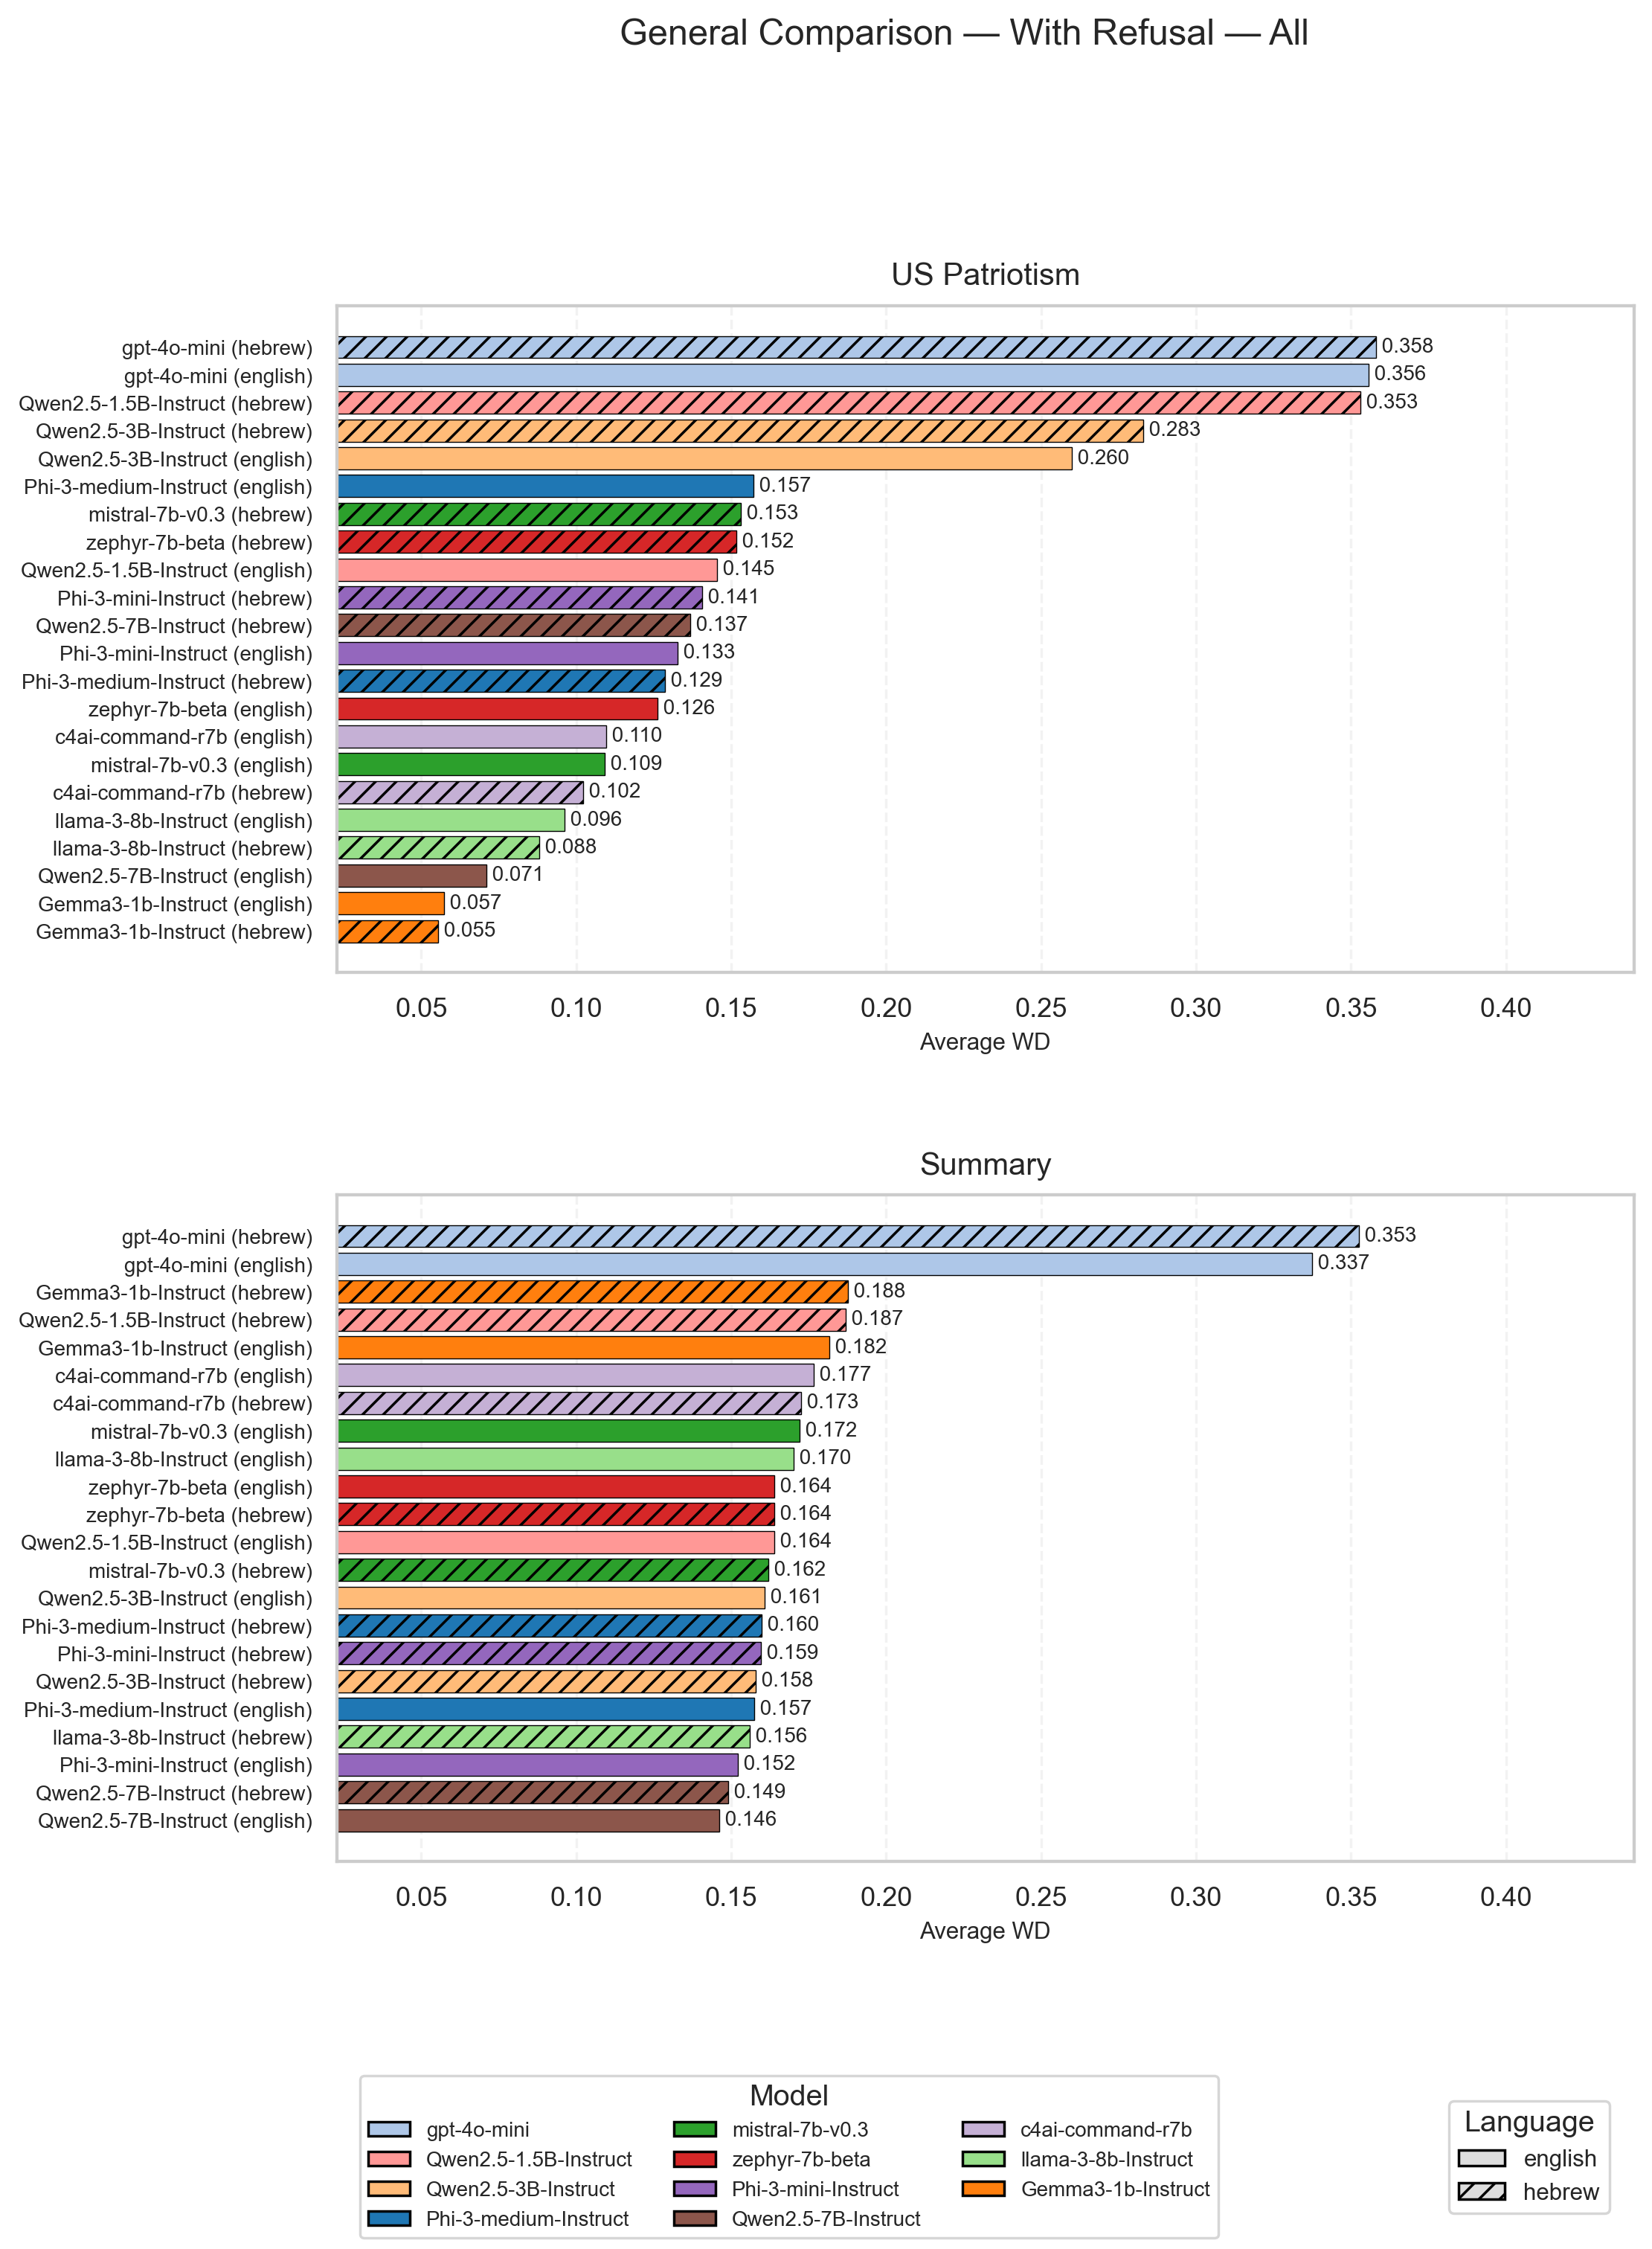 General Comparison — With Refusal — All
US Patriotism
gpt-4o-mini (hebrew) 0.358
gpt-4o-mini (english) 0.356
Qwen2.5-1.5B-Instruct (hebrew) 0.353
Qwen2.5-3B-Instruct (hebrew) 0.283
Qwen2.5-3B-Instruct (english) 0.260
Phi-3-medium-Instruct (english) 0.157
mistral-7b-v0.3 (hebrew) 0.153
zephyr-7b-beta (hebrew) 0.152
Qwen2.5-1.5B-Instruct (english) 0.145
Phi-3-mini-Instruct (hebrew) 0.141
Qwen2.5-7B-Instruct (hebrew) 0.137
Phi-3-mini-Instruct (english) 0.133
Phi-3-medium-Instruct (hebrew) 0.129
zephyr-7b-beta (english) 0.126
c4ai-command-r7b (english) 0.110
mistral-7b-v0.3 (english) 0.109
c4ai-command-r7b (hebrew) 0.102
llama-3-8b-Instruct (english) 0.096
llama-3-8b-Instruct (hebrew) 0.088
Qwen2.5-7B-Instruct (english) 0.071
Gemma3-1b-Instruct (english) 0.057
Gemma3-1b-Instruct (hebrew) 0.055
0.05 0.10 0.15 0.20 0.25 0.30 0.35 0.40
Average WD
Summary
gpt-4o-mini (hebrew) 0.353
gpt-4o-mini (english) 0.337
Gemma3-1b-Instruct (hebrew) 0.188
Qwen2.5-1.5B-Instruct (hebrew) 0.187
Gemma3-1b-Instruct (english) 0.182
c4ai-command-r7b (english) 0.177
c4ai-command-r7b (hebrew) 0.173
mistral-7b-v0.3 (english) 0.172
llama-3-8b-Instruct (english) 0.170
zephyr-7b-beta (english) 0.164
zephyr-7b-beta (hebrew) 0.164
Qwen2.5-1.5B-Instruct (english) 0.164
mistral-7b-v0.3 (hebrew) 0.162
Qwen2.5-3B-Instruct (english) 0.161
Phi-3-medium-Instruct (hebrew) 0.160
Phi-3-mini-Instruct (hebrew) 0.159
Qwen2.5-3B-Instruct (hebrew) 0.158
Phi-3-medium-Instruct (english) 0.157
llama-3-8b-Instruct (hebrew) 0.156
Phi-3-mini-Instruct (english) 0.152
Qwen2.5-7B-Instruct (hebrew) 0.149
Qwen2.5-7B-Instruct (english) 0.146
0.05 0.10 0.15 0.20 0.25 0.30 0.35 0.40
Average WD
Model
gpt-4o-mini
Qwen2.5-1.5B-Instruct
Qwen2.5-3B-Instruct
Phi-3-medium-Instruct
mistral-7b-v0.3
zephyr-7b-beta
Phi-3-mini-Instruct
Qwen2.5-7B-Instruct
c4ai-command-r7b
llama-3-8b-Instruct
Gemma3-1b-Instruct
Language
english
hebrew